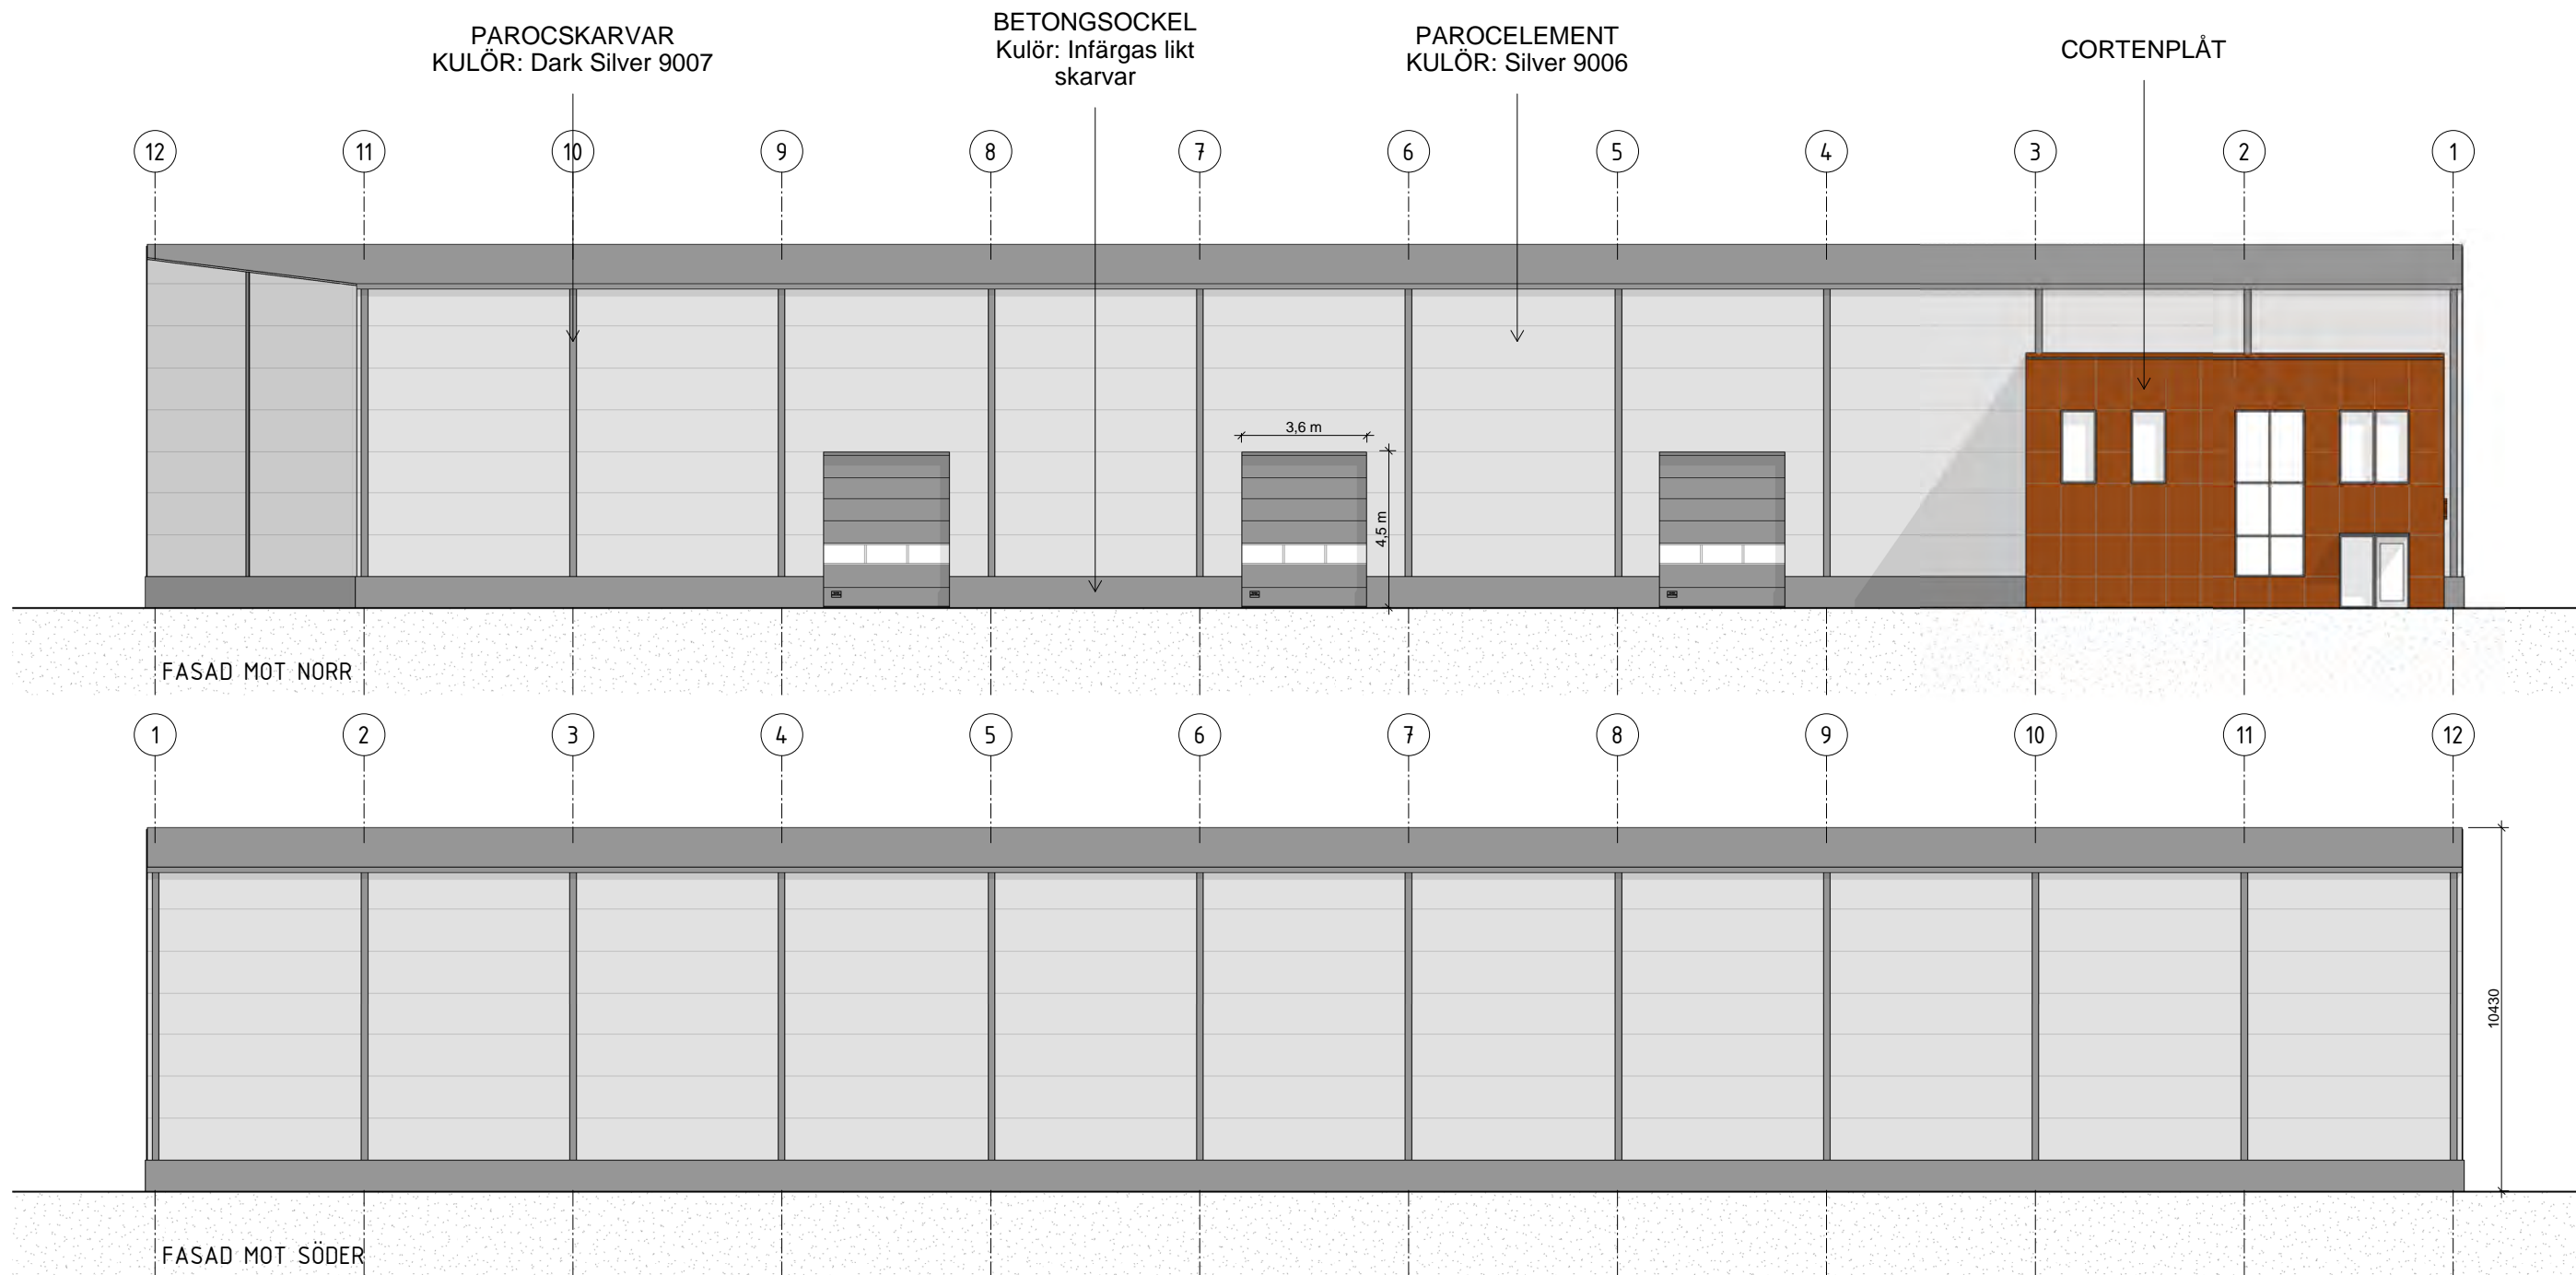 PAROCSKARVAR
KULÖR: Dark Silver 9007
BETONGSOCKEL
Kulör: Infärgas likt
skarvar
PAROCELEMENT
KULÖR: Silver 9006
CORTENPLÅT
12 11 10 9 8 7 6 5 4 3 2 1
3,6 m
4,5 m
FASAD MOT NORR
1 2 3 4 5 6 7 8 9 10 11 12
10430
FASAD MOT SÖDER